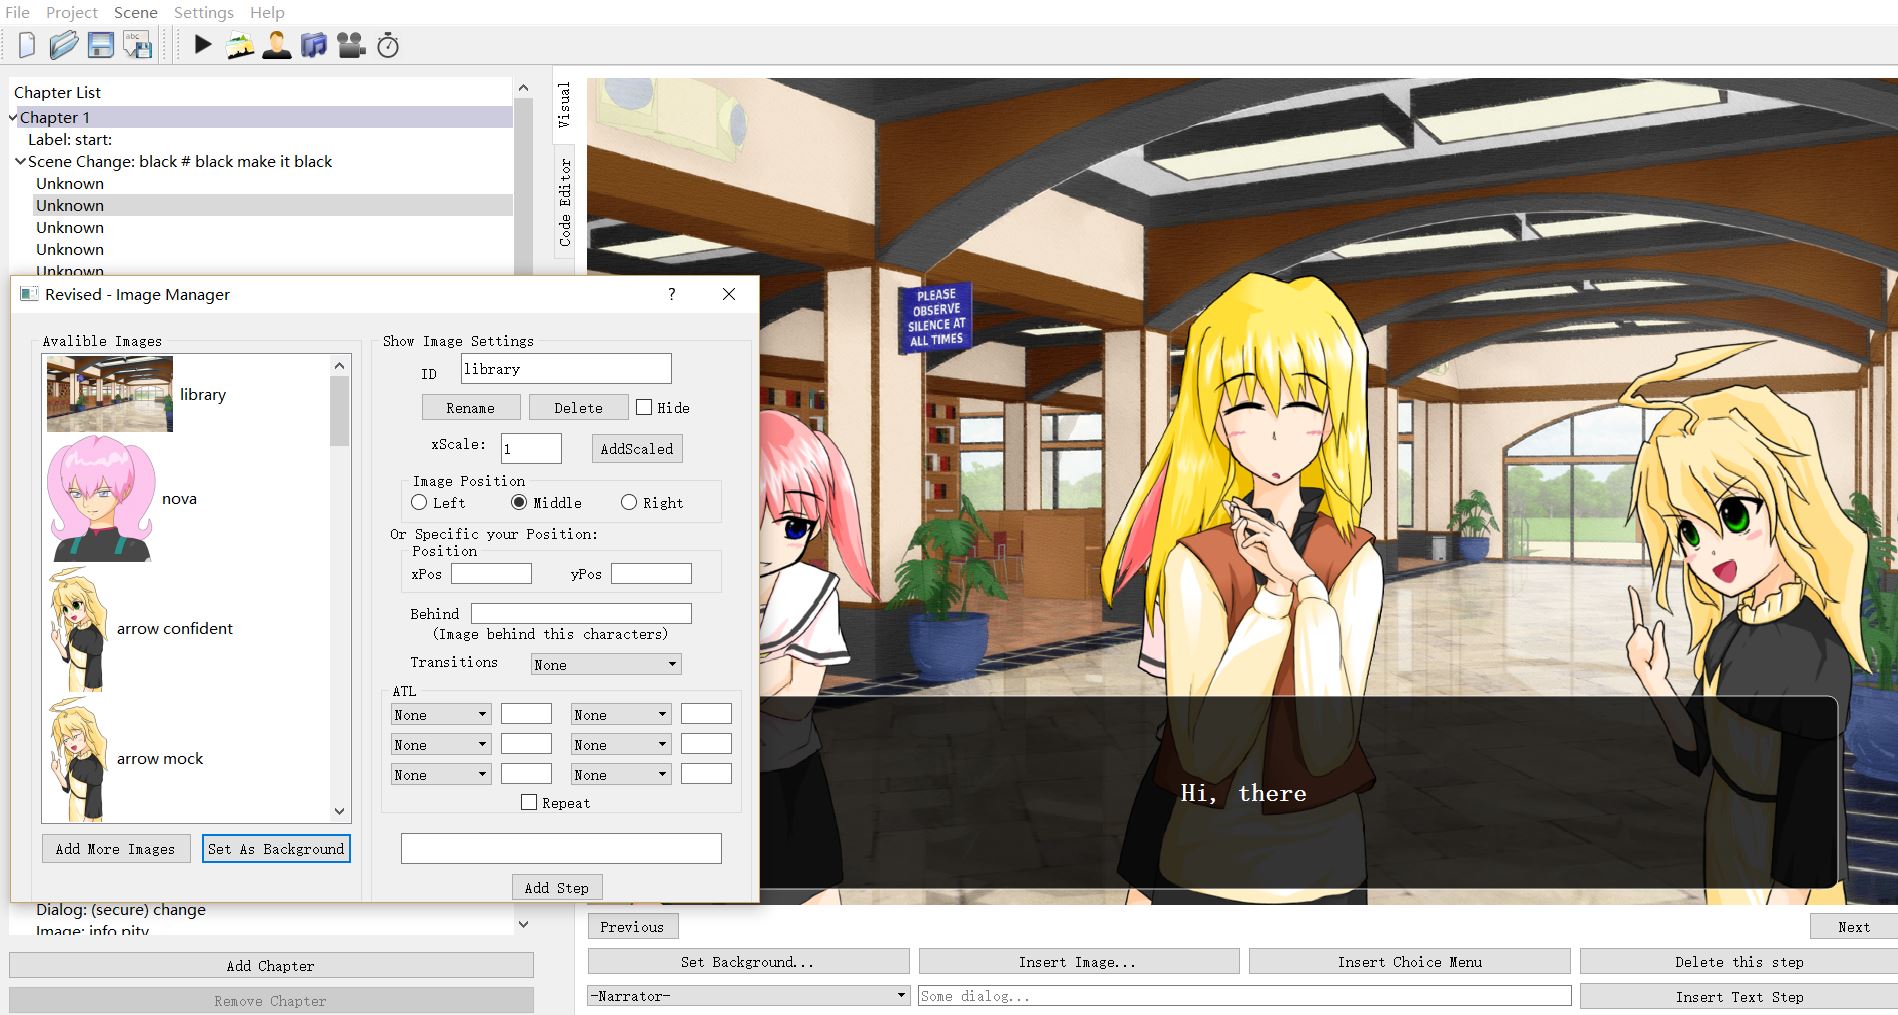 File Project Scene Settings Help
abc
Chapter List
Chapter 1
Label: start:
Scene Change: black # black make it black
Unknown
Unknown
Unknown
Unknown
Unknown
Revised - Image Manager
?
Avalible Images
library
nova
arrow confident
arrow mock
Add More Images
Set As Background
Show Image Settings
ID
library
Rename
Delete
Hide
xScale:
1
AddScaled
Image Position
Left
Middle
Right
Or Specific your Position:
Position
xPos
yPos
Behind
(Image behind this characters)
Transitions
None
ATL
None
None
None
None
None
None
Repeat
Add Step
Dialog: (secure) change
Image: info pity
Add Chapter
Remove Chapter
Visual
Code Editor
PLEASE
OBSERVE
SILENCE AT
ALL TIMES
Hi, there
Previous
Next
Set Background...
Insert Image...
Insert Choice Menu
Delete this step
-Narrator-
Some dialog...
Insert Text Step